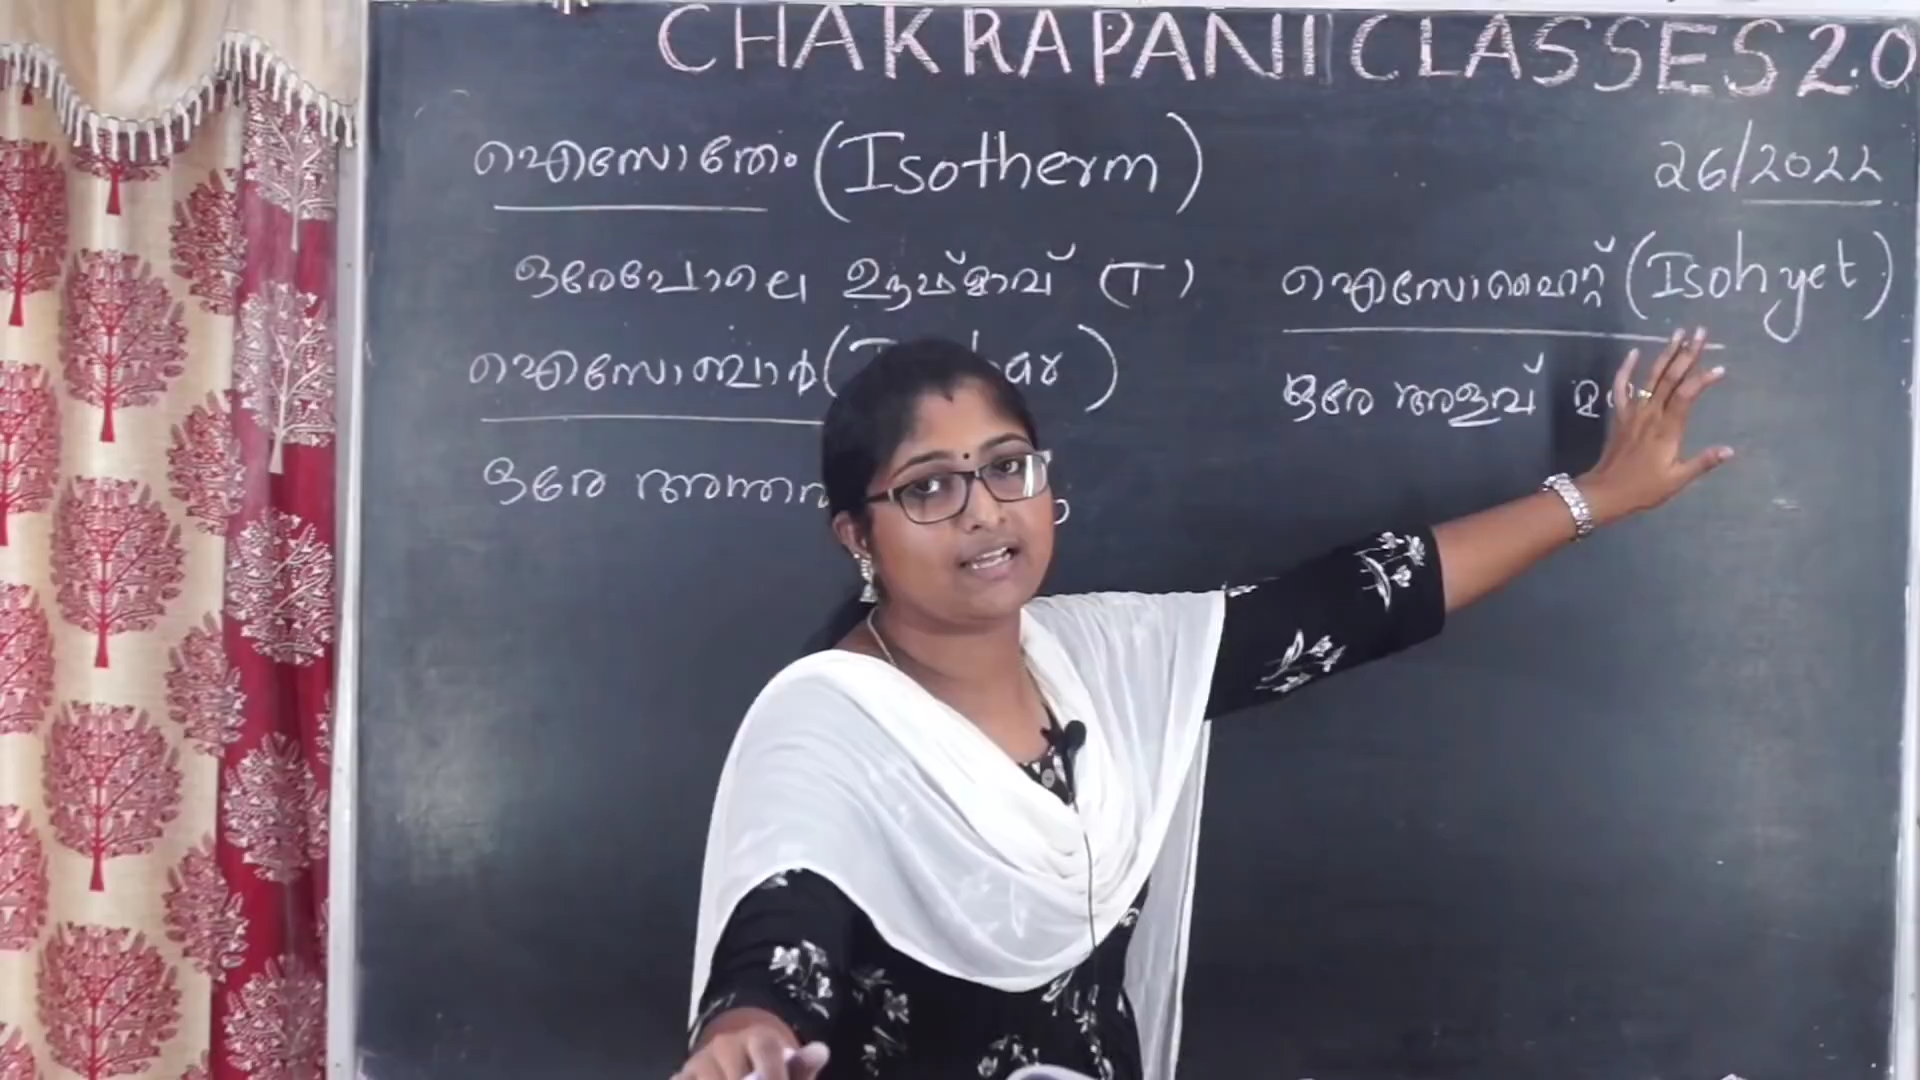 CHAKRAPANI CLASSES 2.0
ഐസോതേം (Isotherm)
ഒരേപോലെ ഊഷ്മാവ് (T)
ഐസോബാർ
ഒരേ
26/2022
ഐസോഹൈറ്റ് (Isohyet)
ഒരേ അളവ്